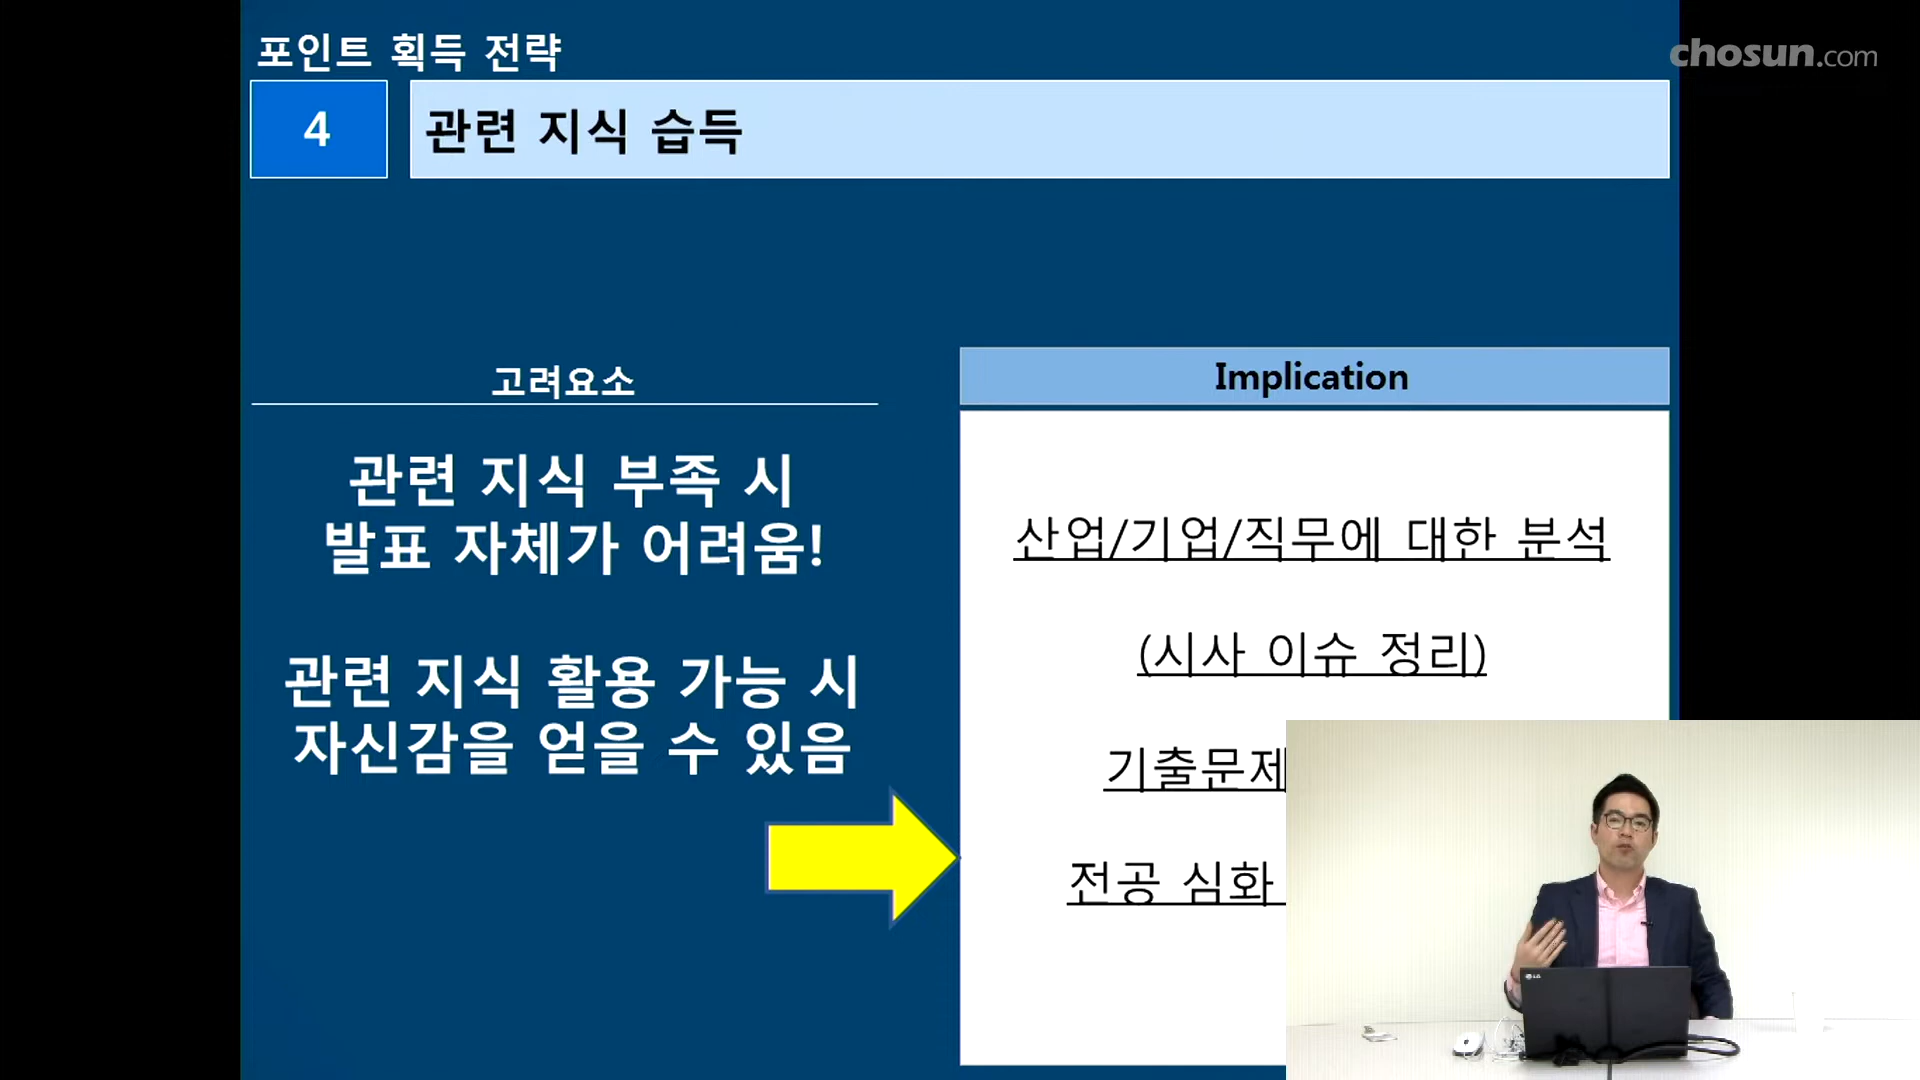 포인트 획득 전략
chosun.com
4
관련 지식 습득
고려요소
Implication
관련 지식 부족 시
발표 자체가 어려움!
관련 지식 활용 가능 시
자신감을 얻을 수 있음
산업/기업/직무에 대한 분석
(시사 이슈 정리)
기출문제
전공 심화
LG